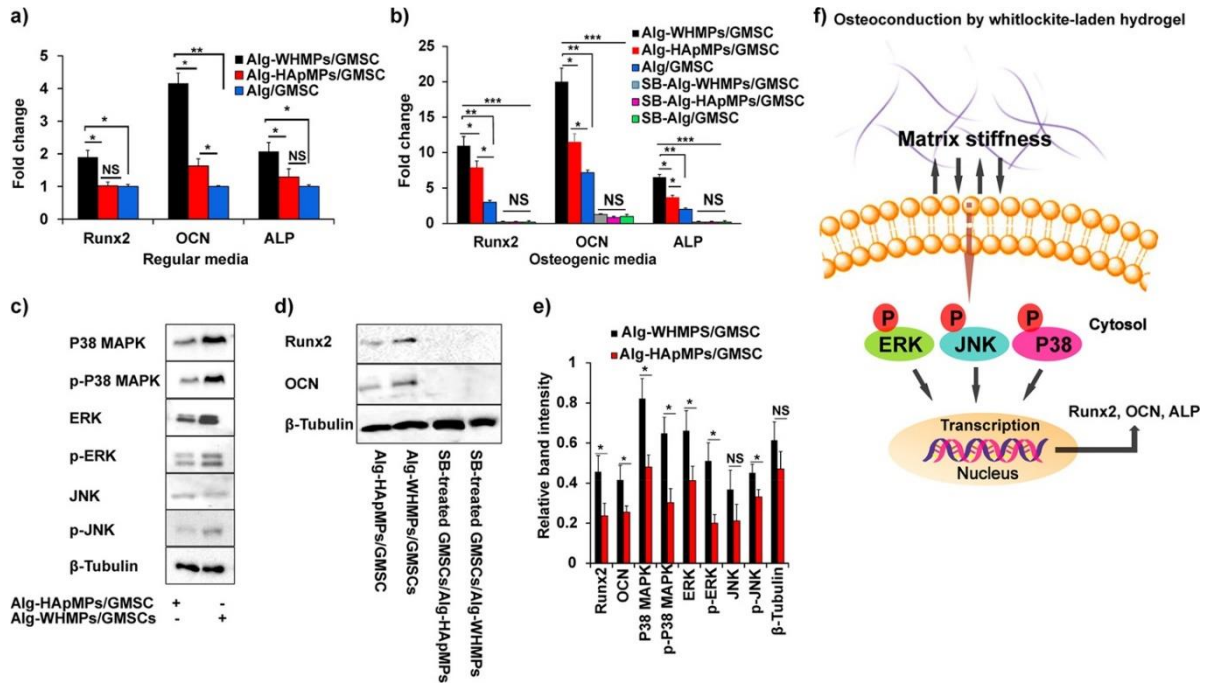 a)
**
Alg-WHMPs/GMSC
Alg-HApMPs/GMSC
Alg/GMSC
*
*
*
*
*
*
NS
NS
Fold change
5
4
3
2
1
0
Runx2
OCN
ALP
Regular media
b)
***
**
*
Alg-WHMPs/GMSC
Alg-HApMPs/GMSC
Alg/GMSC
SB-Alg-WHMPs/GMSC
SB-Alg-HApMPs/GMSC
SB-Alg/GMSC
***
**
*
*
*
***
**
*
*
NS
NS
NS
Fold change
25
20
15
10
5
0
Runx2
OCN
ALP
Osteogenic media
c)
P38 MAPK
p-P38 MAPK
ERK
p-ERK
JNK
p-JNK
β-Tubulin
Alg-HApMPs/GMSC + -
Alg-WHMPs/GMSCs - +
d)
Runx2
OCN
β-Tubulin
Alg-HApMPs/GMSC
Alg-WHMPs/GMSCs
SB-treated GMSCs/Alg-HApMPs
SB-treated GMSCs/Alg-WHMPs
e)
Alg-WHMPs/GMSC
Alg-HApMPs/GMSC
Relative band intensity
1
0.8
0.6
0.4
0.2
0
*
*
*
*
*
*
NS
*
NS
Runx2
OCN
P38 MAPK
p-P38 MAPK
ERK
p-ERK
JNK
p-JNK
β-Tubulin
f) Osteoconduction by whitlockite-laden hydrogel
Matrix stiffness
P
P
P
ERK
JNK
P38
Cytosol
Runx2, OCN, ALP
Transcription
Nucleus